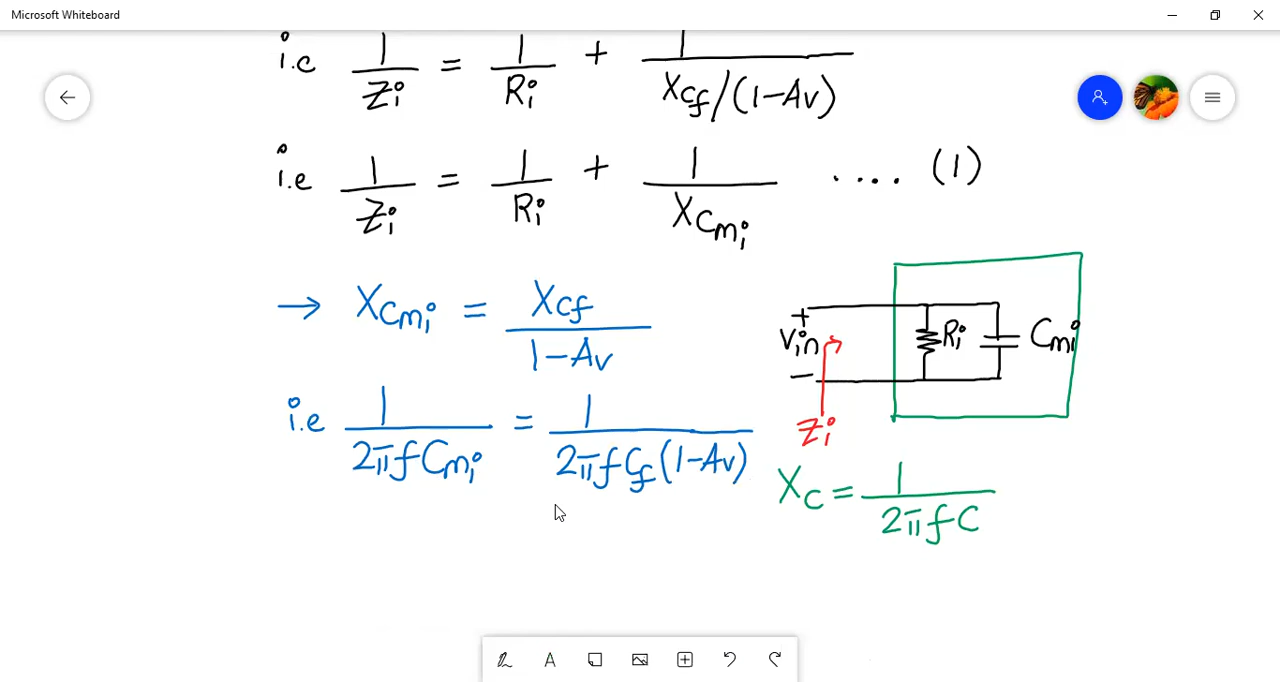 Microsoft Whiteboard
i.e 1/Zi = 1/Ri + 1/(XCf/(1-Av))
i.e 1/Zi = 1/Ri + 1/XCmi .... (1)
→ XCmi = XCf/(1-Av)
+
Vin
-
Zi
Ri
Cmi
i.e 1/(2πfCmi) = 1/(2πfCf(1-Av))
XC = 1/(2πfC)
A